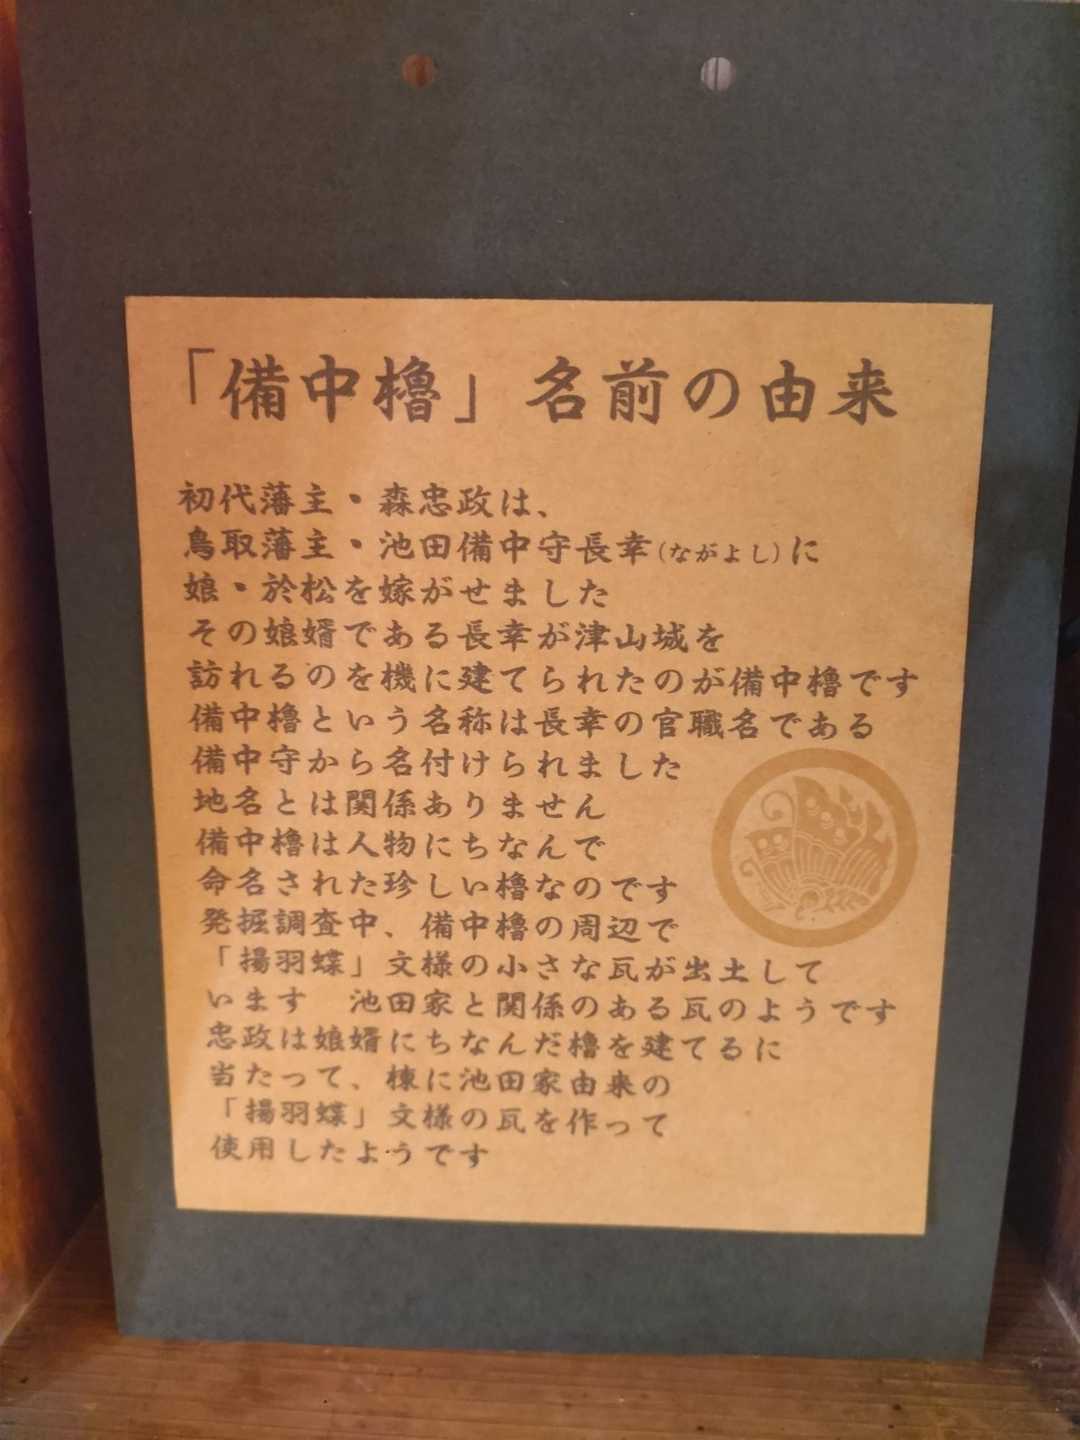 「備中櫓」名前の由来
初代藩主・森忠政は、
鳥取藩主・池田備中守長幸(ながよし)に
娘・於松を嫁がせました
その娘婿である長幸が津山城を
訪れるのを機に建てられたのが備中櫓です
備中櫓という名称は長幸の官職名である
備中守から名付けられました
地名とは関係ありません
備中櫓は人物にちなんで
命名された珍しい櫓なのです
発掘調査中、備中櫓の周辺で
「揚羽蝶」文様の小さな瓦が出土して
います　池田家と関係のある瓦のようです
忠政は娘婿にちなんだ櫓を建てるに
当たって、棟に池田家由来の
「揚羽蝶」文様の瓦を作って
使用したようです